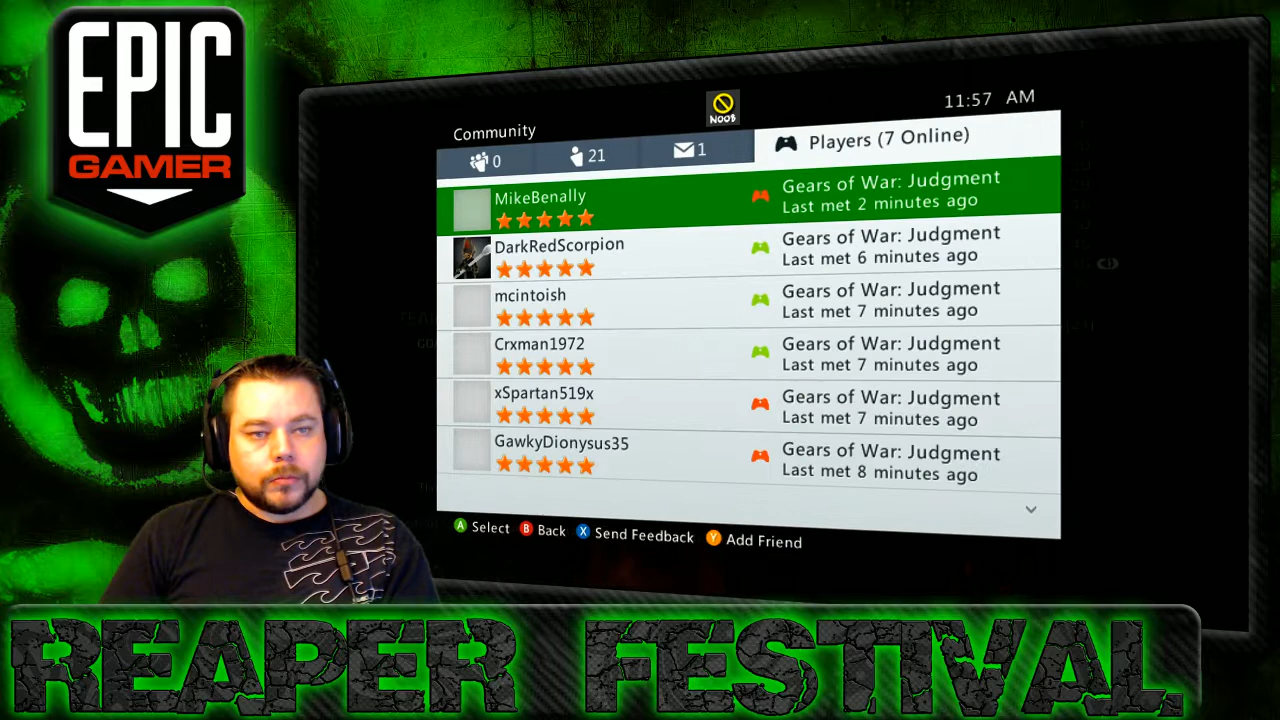 EPIC
GAMER
NOOB
11:57 AM
Community
0
21
1
Players (7 Online)
MikeBenally
Gears of War: Judgment
Last met 2 minutes ago
DarkRedScorpion
Gears of War: Judgment
Last met 6 minutes ago
mcintoish
Gears of War: Judgment
Last met 7 minutes ago
Crxman1972
Gears of War: Judgment
Last met 7 minutes ago
xSpartan519x
Gears of War: Judgment
Last met 7 minutes ago
GawkyDionysus35
Gears of War: Judgment
Last met 8 minutes ago
A Select B Back X Send Feedback Y Add Friend
REAPER FESTIVAL